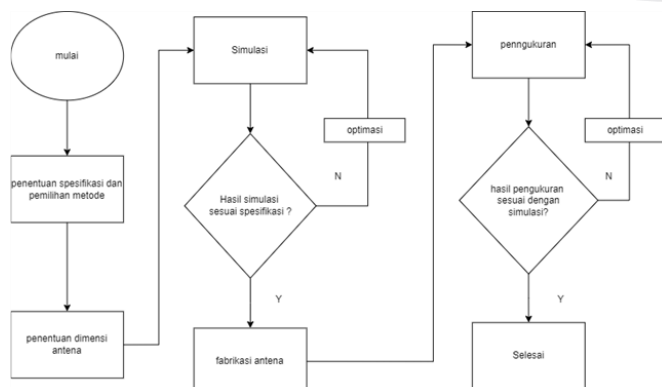 mulai
penentuan spesifikasi dan
pemilihan metode
penentuan dimensi
antena
Simulasi
optimasi
N
Hasil simulasi
sesuai spesifikasi ?
Y
fabrikasi antena
penngukuran
optimasi
N
hasil pengukuran
sesuai dengan
simulasi?
Y
Selesai